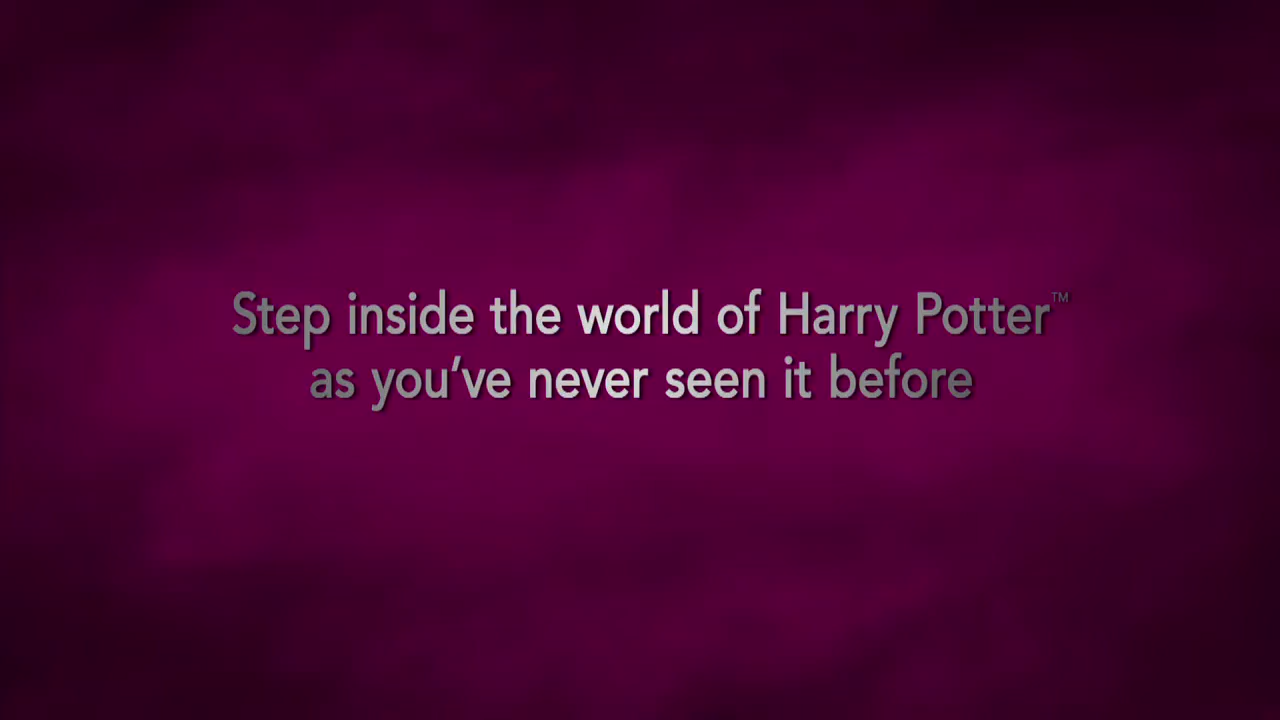 Step inside the world of Harry Potter™
as you've never seen it before